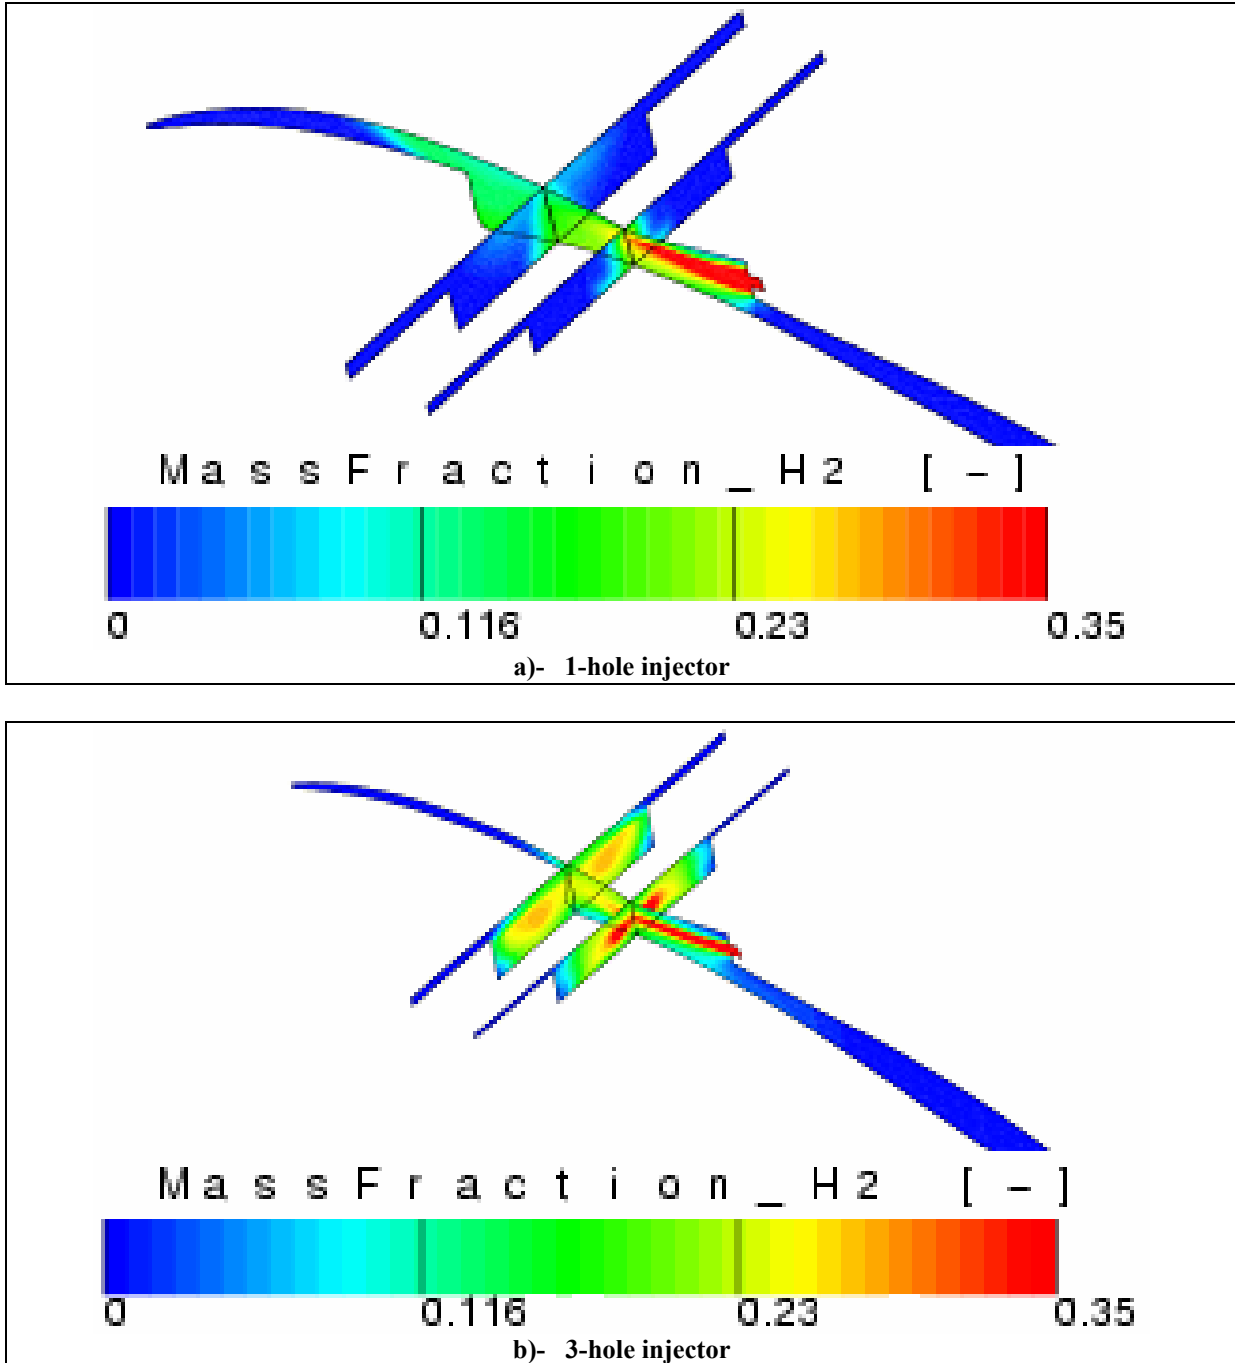 MassFraction_H2 [-]
0 0.116 0.23 0.35
a)- 1-hole injector
MassFraction_H2 [-]
0 0.116 0.23 0.35
b)- 3-hole injector